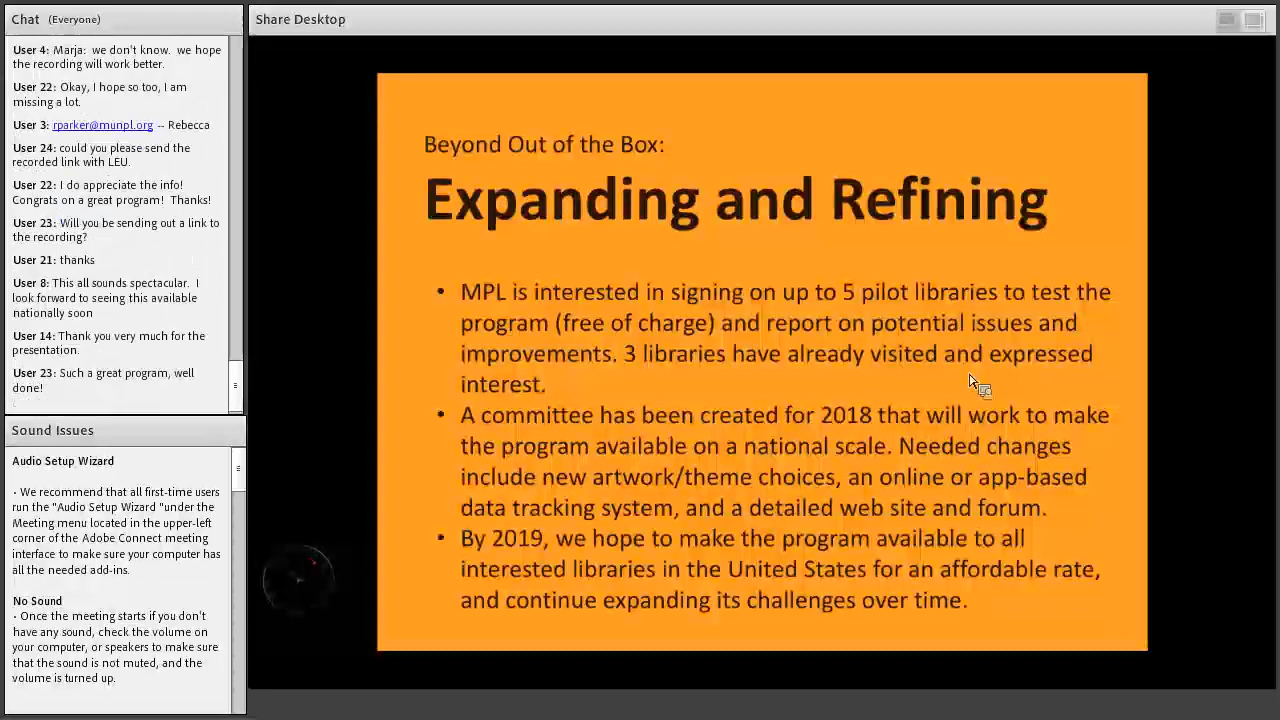 Chat (Everyone)
User 4: Marja: we don't know. we hope
the recording will work better.
User 22: Okay, I hope so too, I am
missing a lot.
User 3: rparker@munpl.org -- Rebecca
User 24: could you please send the
recorded link with LEU.
User 22: I do appreciate the info!
Congrats on a great program! Thanks!
User 23: Will you be sending out a link to
the recording?
User 21: thanks
User 8: This all sounds spectacular. I
look forward to seeing this available
nationally soon
User 14: Thank you very much for the
presentation.
User 23: Such a great program, well
done!
Sound Issues
Audio Setup Wizard
• We recommend that all first-time users
run the "Audio Setup Wizard "under the
Meeting menu located in the upper-left
corner of the Adobe Connect meeting
interface to make sure your computer has
all the needed add-ins.
No Sound
• Once the meeting starts if you don't
have any sound, check the volume on
your computer, or speakers to make sure
that the sound is not muted, and the
volume is turned up.
Share Desktop
Beyond Out of the Box:
Expanding and Refining
• MPL is interested in signing on up to 5 pilot libraries to test the
program (free of charge) and report on potential issues and
improvements. 3 libraries have already visited and expressed
interest.
• A committee has been created for 2018 that will work to make
the program available on a national scale. Needed changes
include new artwork/theme choices, an online or app-based
data tracking system, and a detailed web site and forum.
• By 2019, we hope to make the program available to all
interested libraries in the United States for an affordable rate,
and continue expanding its challenges over time.